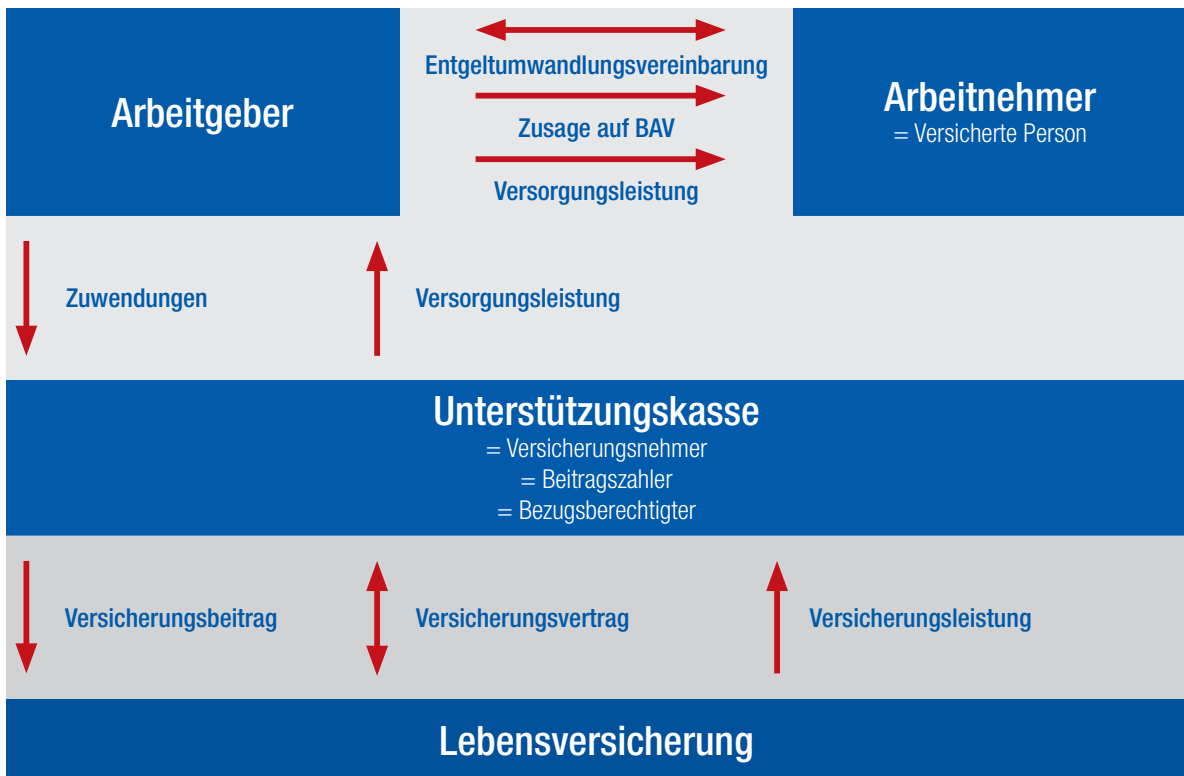 Arbeitgeber
Entgeltumwandlungsvereinbarung
Zusage auf BAV
Versorgungsleistung
Arbeitnehmer
= Versicherte Person
Zuwendungen
Versorgungsleistung
Unterstützungskasse
= Versicherungsnehmer
= Beitragszahler
= Bezugsberechtigter
Versicherungsbeitrag
Versicherungsvertrag
Versicherungsleistung
Lebensversicherung